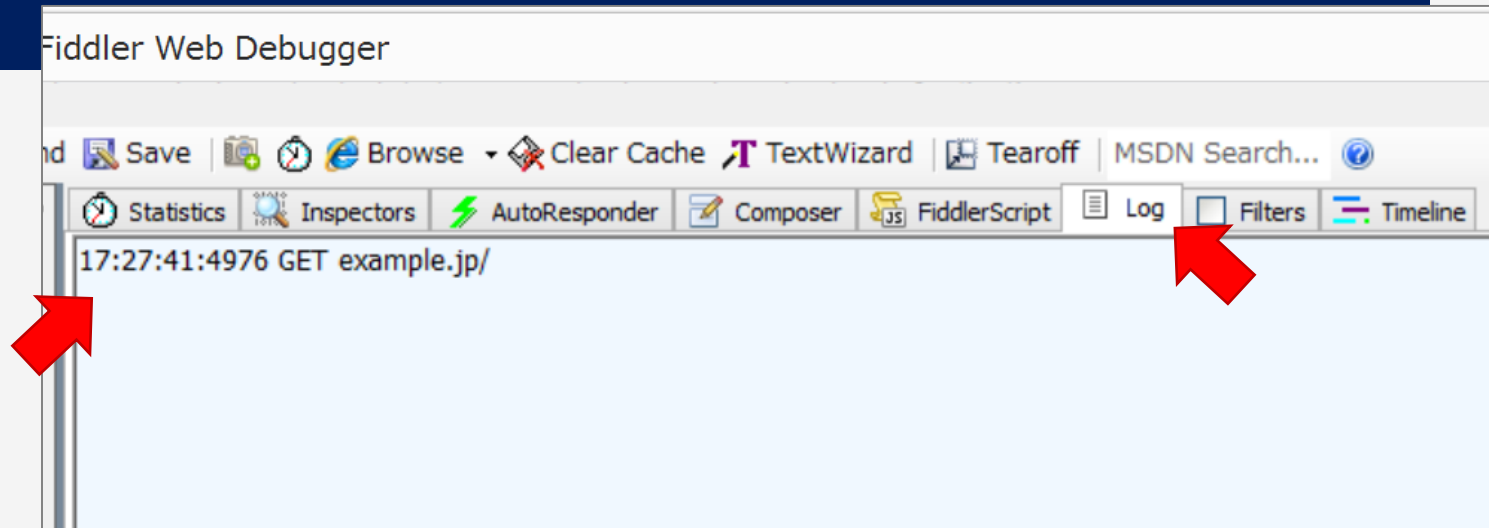 Fiddler Web Debugger
Save Browse Clear Cache TextWizard Tearoff MSDN Search...
Statistics Inspectors AutoResponder Composer FiddlerScript Log Filters Timeline
17:27:41:4976 GET example.jp/